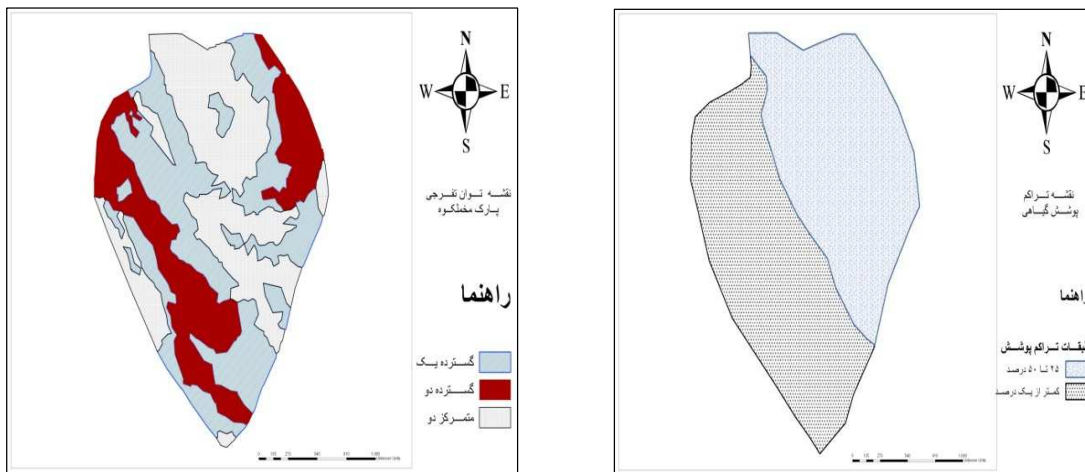 N
W E
S
نقشه توان تفرجی
پارک مخملکوه
راهنما
گسترده یک
گسترده دو
متمرکز دو
N
W E
S
نقشه تراکم
پوشش گیاهی
راهنما
طبقات تراکم پوشش
۲۵ تا ۵۰ درصد
کمتر از یک درصد